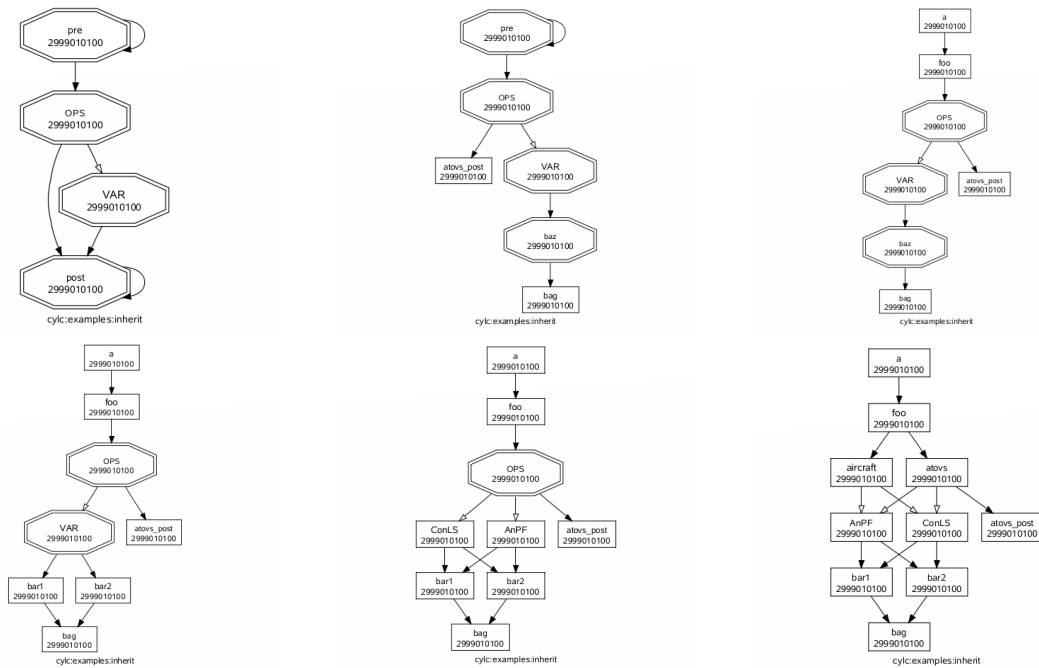 pre
2999010100
OPS
2999010100
VAR
2999010100
post
2999010100
cylc:examples:inherit
pre
2999010100
OPS
2999010100
atovs_post
2999010100
VAR
2999010100
baz
2999010100
bag
2999010100
cylc:examples:inherit
a
2999010100
foo
2999010100
OPS
2999010100
VAR
2999010100
atovs_post
2999010100
baz
2999010100
bag
2999010100
cylc:examples:inherit
a
2999010100
foo
2999010100
OPS
2999010100
VAR
2999010100
atovs_post
2999010100
bar1
2999010100
bar2
2999010100
bag
2999010100
cylc:examples:inherit
a
2999010100
foo
2999010100
OPS
2999010100
ConLS
2999010100
AnPF
2999010100
atovs_post
2999010100
bar1
2999010100
bar2
2999010100
bag
2999010100
cylc:examples:inherit
a
2999010100
foo
2999010100
aircraft
2999010100
atovs
2999010100
AnPF
2999010100
ConLS
2999010100
atovs_post
2999010100
bar1
2999010100
bar2
2999010100
bag
2999010100
cylc:examples:inherit